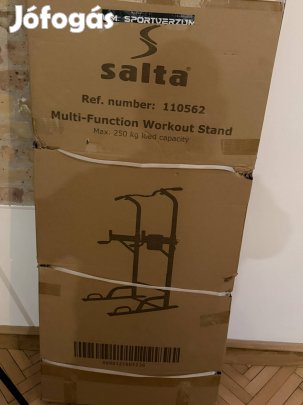 Jófogás
M. SPORTVERZUM
salta®
Ref. number: 110562
Multi-Function Workout Stand
Max. 250 kg load capacity